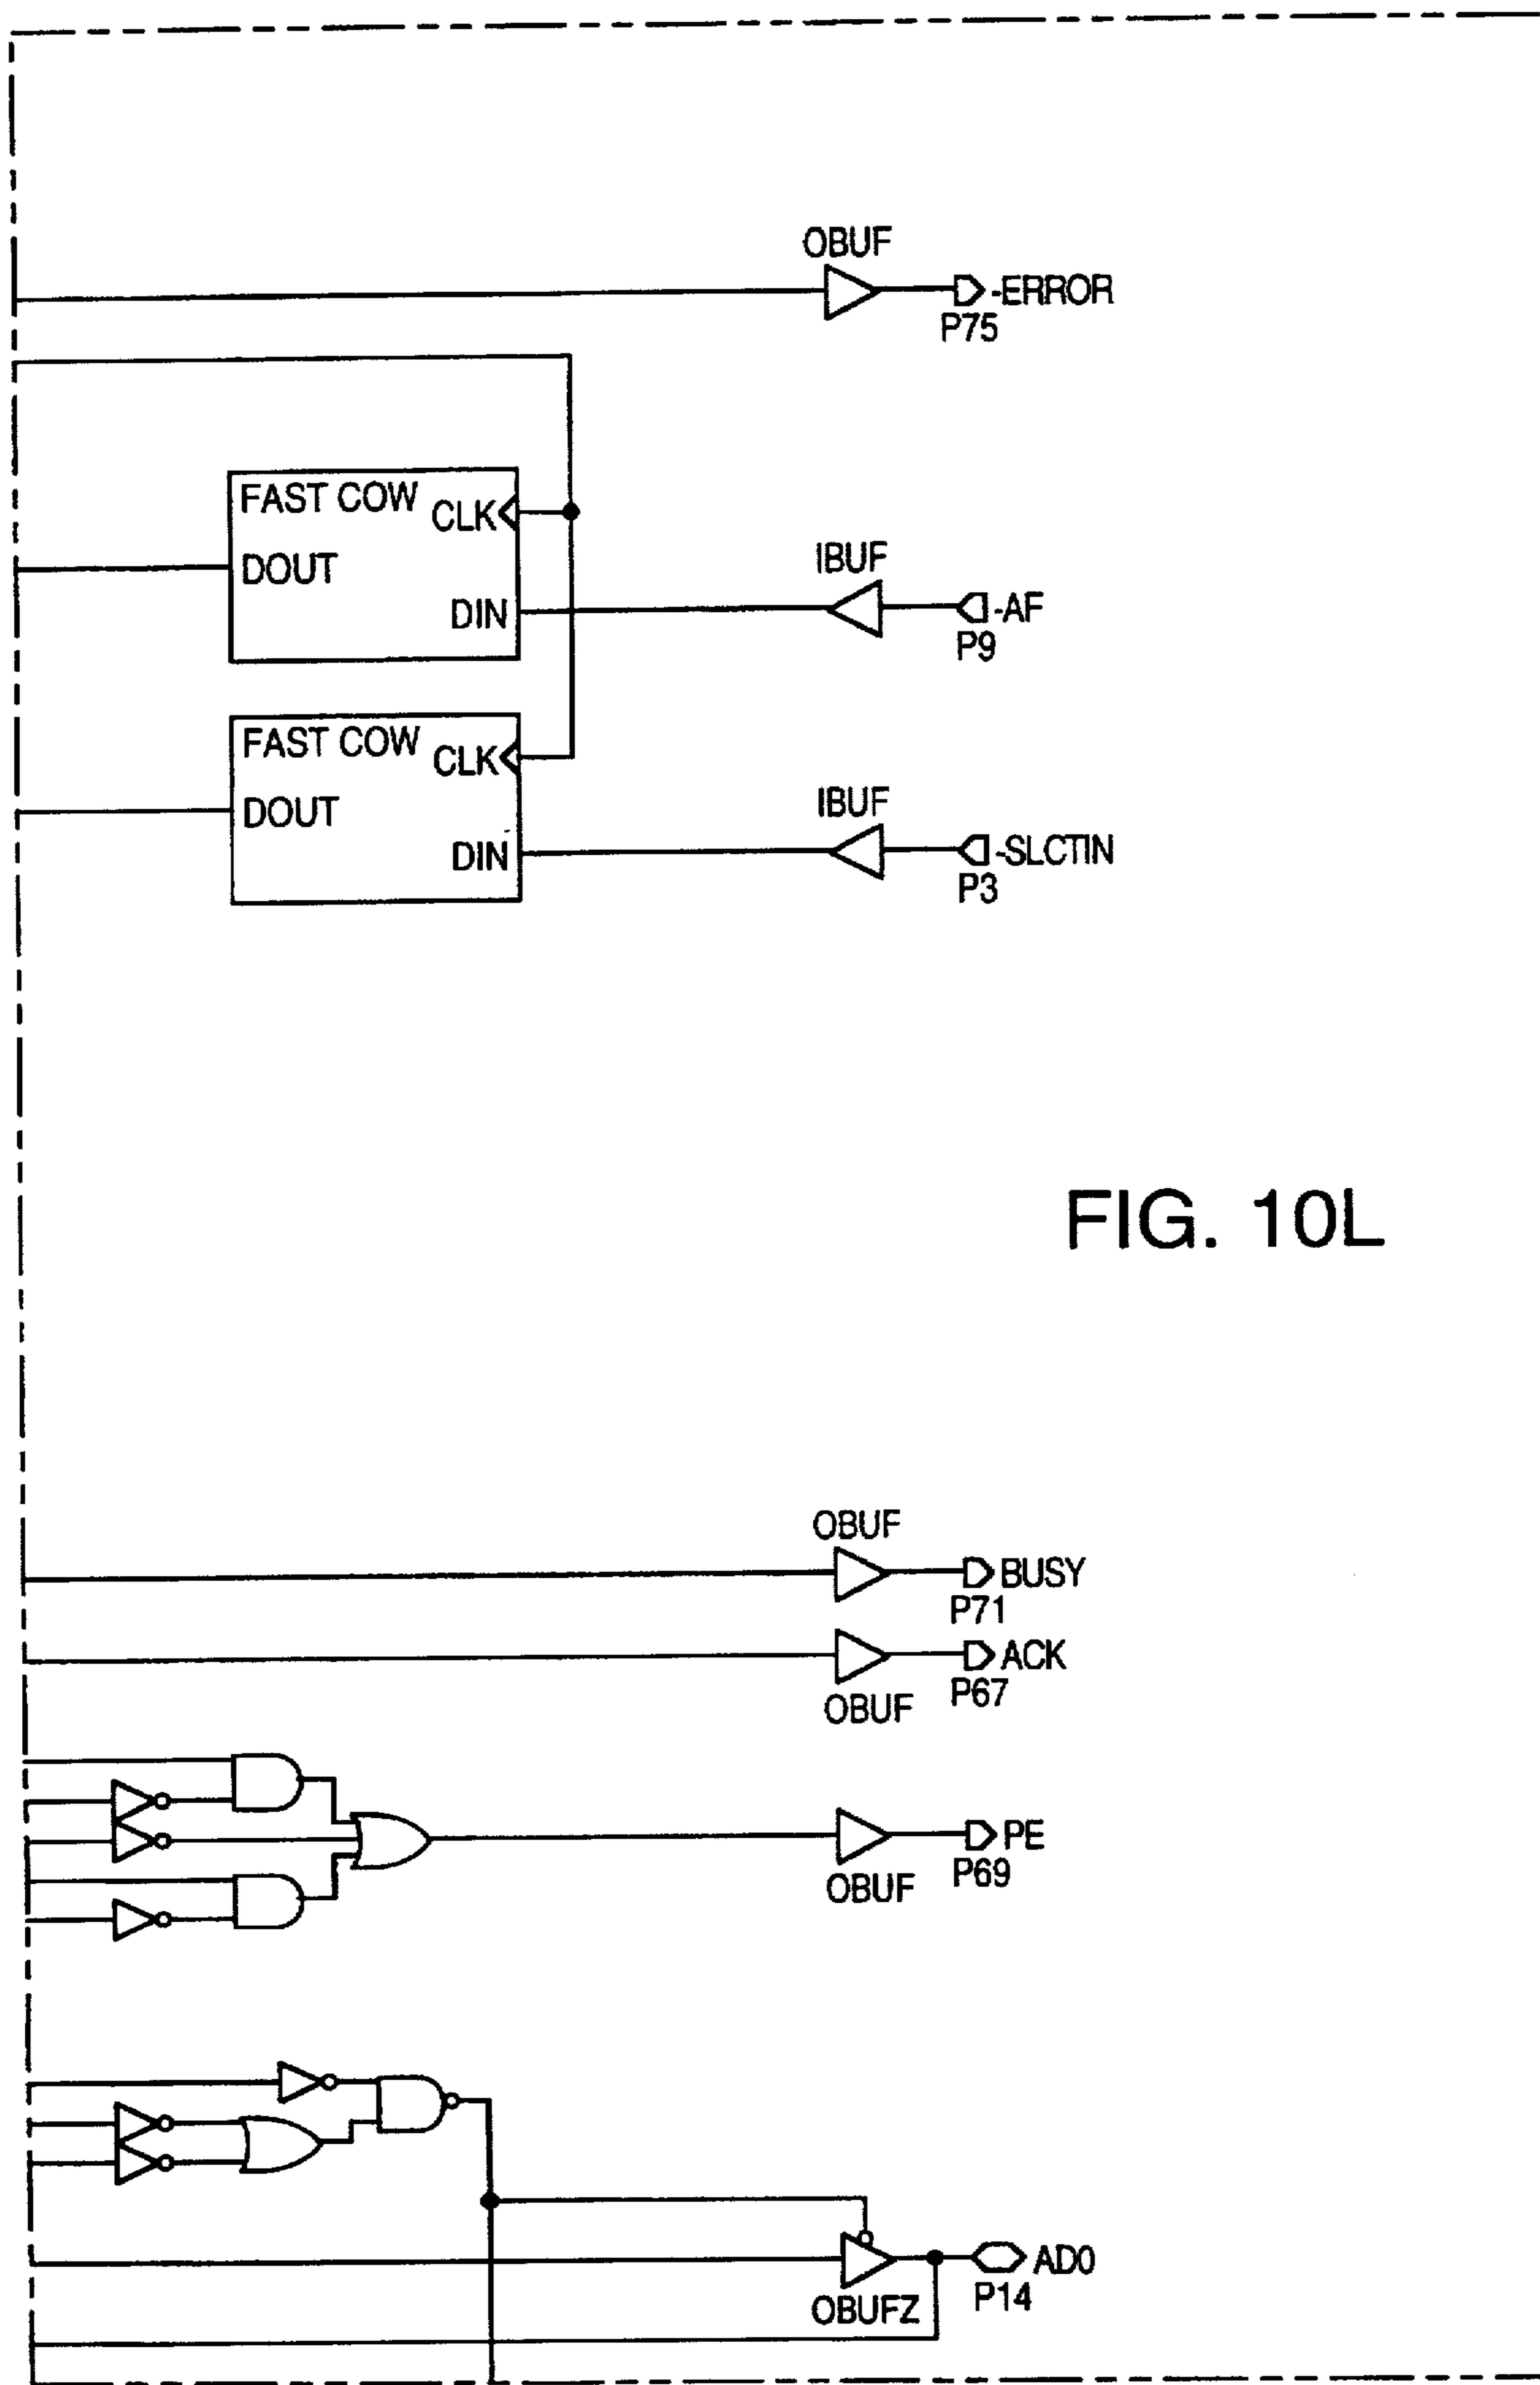 OBUF
-ERROR
P75
FAST COW
CLK
DOUT
DIN
IBUF
-AF
P9
FAST COW
CLK
DOUT
DIN
IBUF
-SLCTIN
P3
FIG. 10L
OBUF
BUSY
P71
ACK
P67
OBUF
PE
P69
OBUF
AD0
P14
OBUFZ